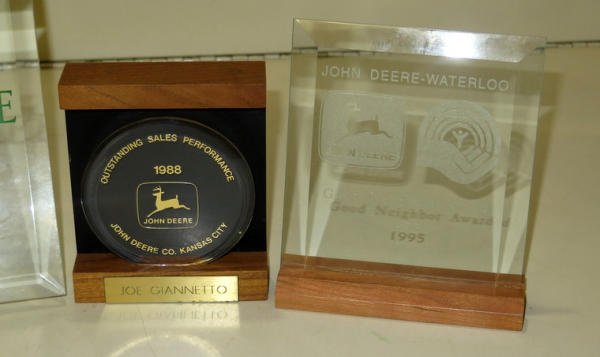 E
OUTSTANDING SALES PERFORMANCE
1988
JOHN DEERE
JOHN DEERE CO. KANSAS CITY
JOE GIANNETTO
JOHN DEERE-WATERLOO
JOHN DEERE
Good Neighbor Award
1995